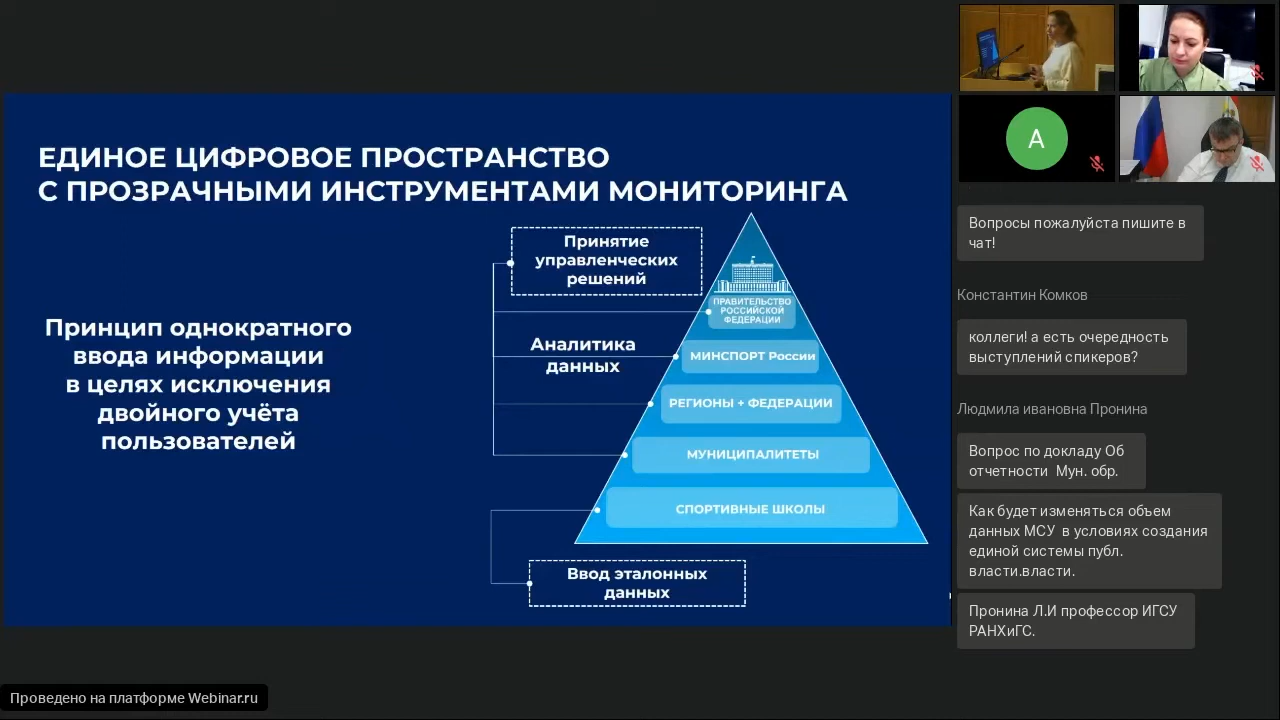 ЕДИНОЕ ЦИФРОВОЕ ПРОСТРАНСТВО
С ПРОЗРАЧНЫМИ ИНСТРУМЕНТАМИ МОНИТОРИНГА
Принцип однократного
ввода информации
в целях исключения
двойного учёта
пользователей
Принятие
управленческих
решений
Аналитика
данных
ПРАВИТЕЛЬСТВО
РОССИЙСКОЙ
ФЕДЕРАЦИИ
МИНСПОРТ России
РЕГИОНЫ + ФЕДЕРАЦИИ
МУНИЦИПАЛИТЕТЫ
СПОРТИВНЫЕ ШКОЛЫ
Ввод эталонных
данных
А
Вопросы пожалуйста пишите в
чат!
Константин Комков
коллеги! а есть очередность
выступлений спикеров?
Людмила ивановна Пронина
Вопрос по докладу Об
отчетности Мун. обр.
Как будет изменяться объем
данных МСУ в условиях создания
единой системы публ.
власти.власти.
Пронина Л.И профессор ИГСУ
РАНХиГС.
Проведено на платформе Webinar.ru